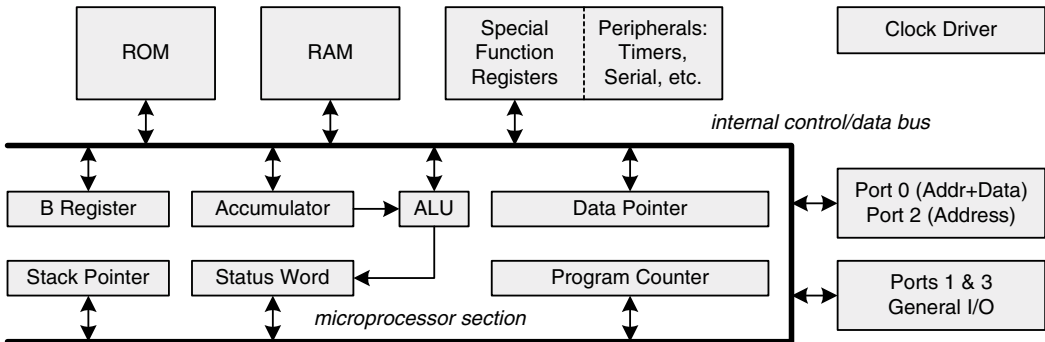 ROM
RAM
Special
Function
Registers
Peripherals:
Timers,
Serial, etc.
Clock Driver
internal control/data bus
B Register
Accumulator
ALU
Data Pointer
Port 0 (Addr+Data)
Port 2 (Address)
Stack Pointer
Status Word
Program Counter
Ports 1 & 3
General I/O
microprocessor section